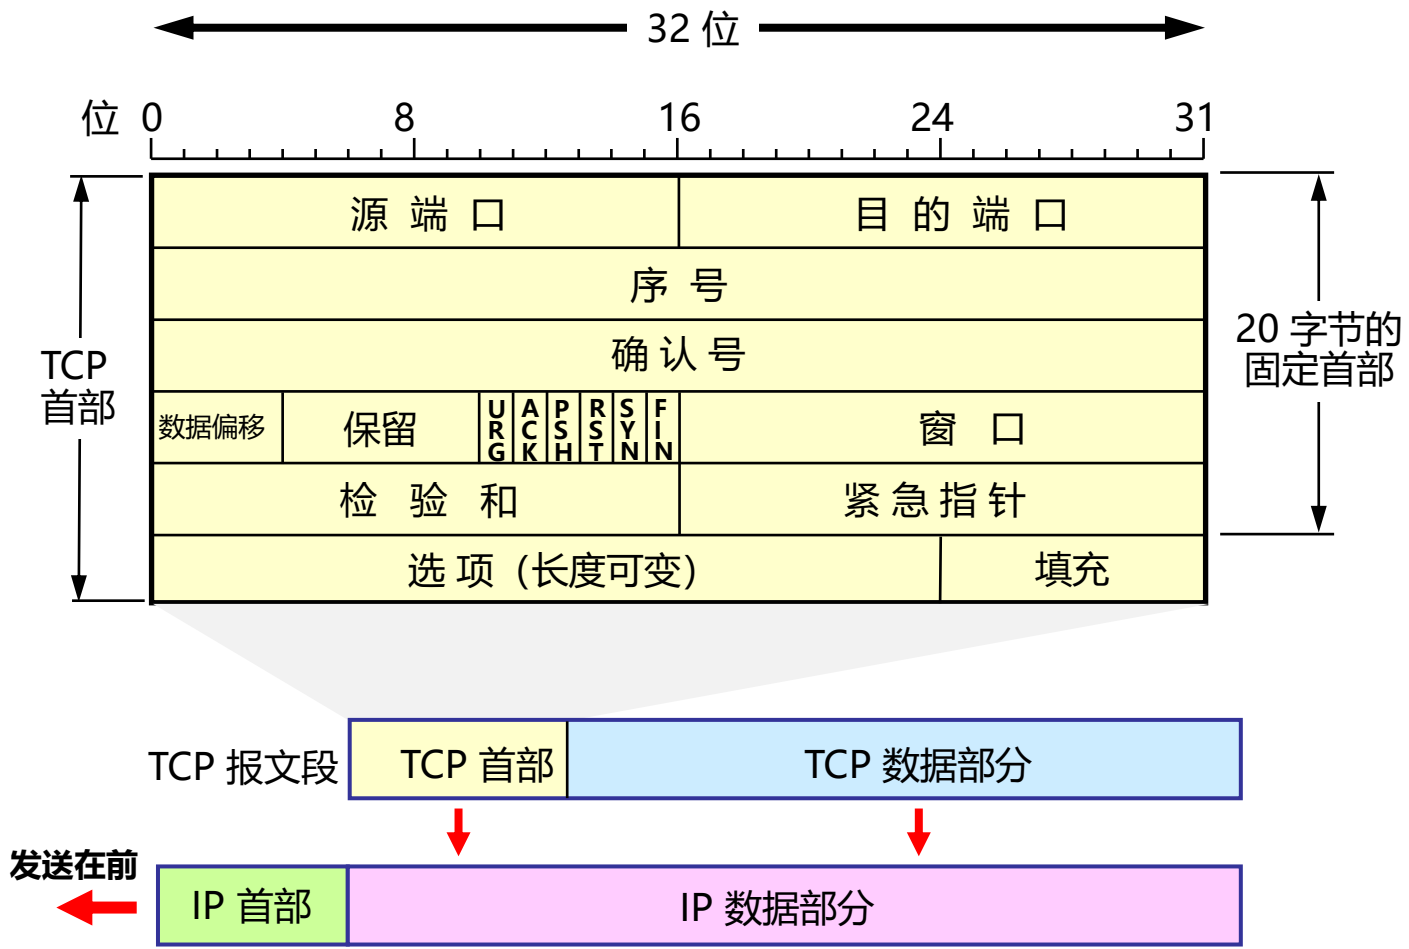 32 位
位 0 8 16 24 31
源 端 口 目 的 端 口
序 号
确 认 号
TCP
首部
20 字节的
固定首部
数据偏移 保留 URG ACK PSH RST SYN FIN 窗 口
检 验 和 紧 急 指 针
选 项 (长度可变) 填充
TCP 报文段 TCP 首部 TCP 数据部分
发送在前
IP 首部 IP 数据部分